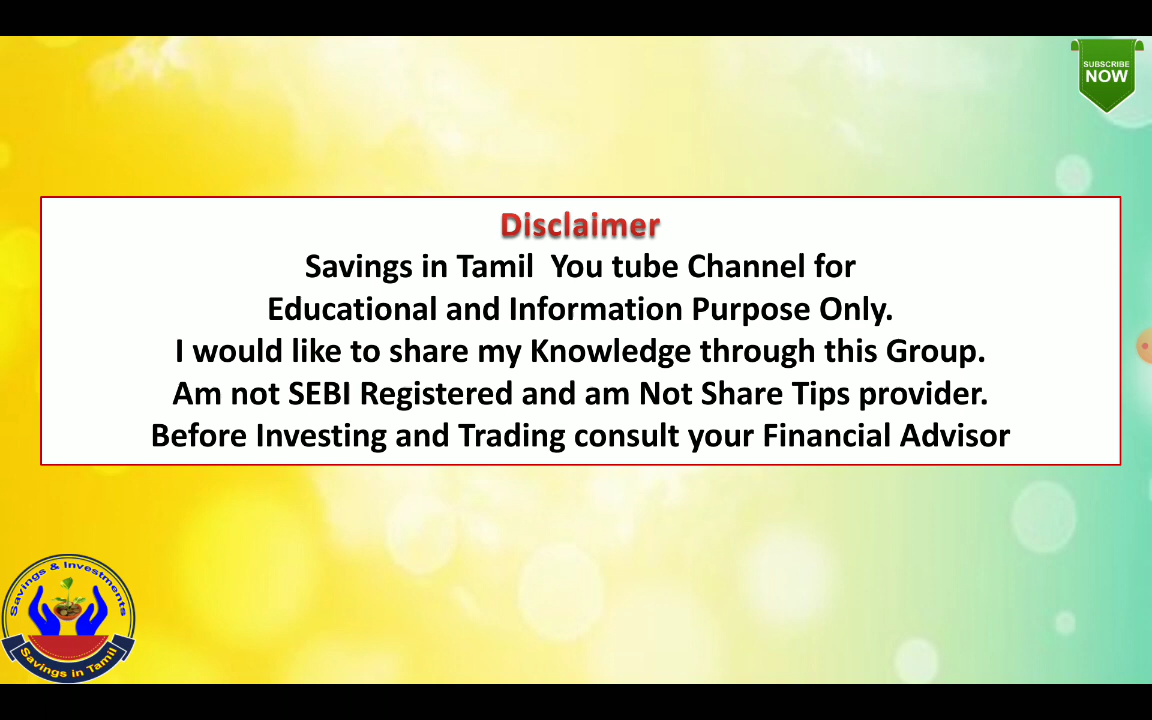 SUBSCRIBE
NOW
Disclaimer
Savings in Tamil You tube Channel for
Educational and Information Purpose Only.
I would like to share my Knowledge through this Group.
Am not SEBI Registered and am Not Share Tips provider.
Before Investing and Trading consult your Financial Advisor
Savings & Investments
Savings in Tamil